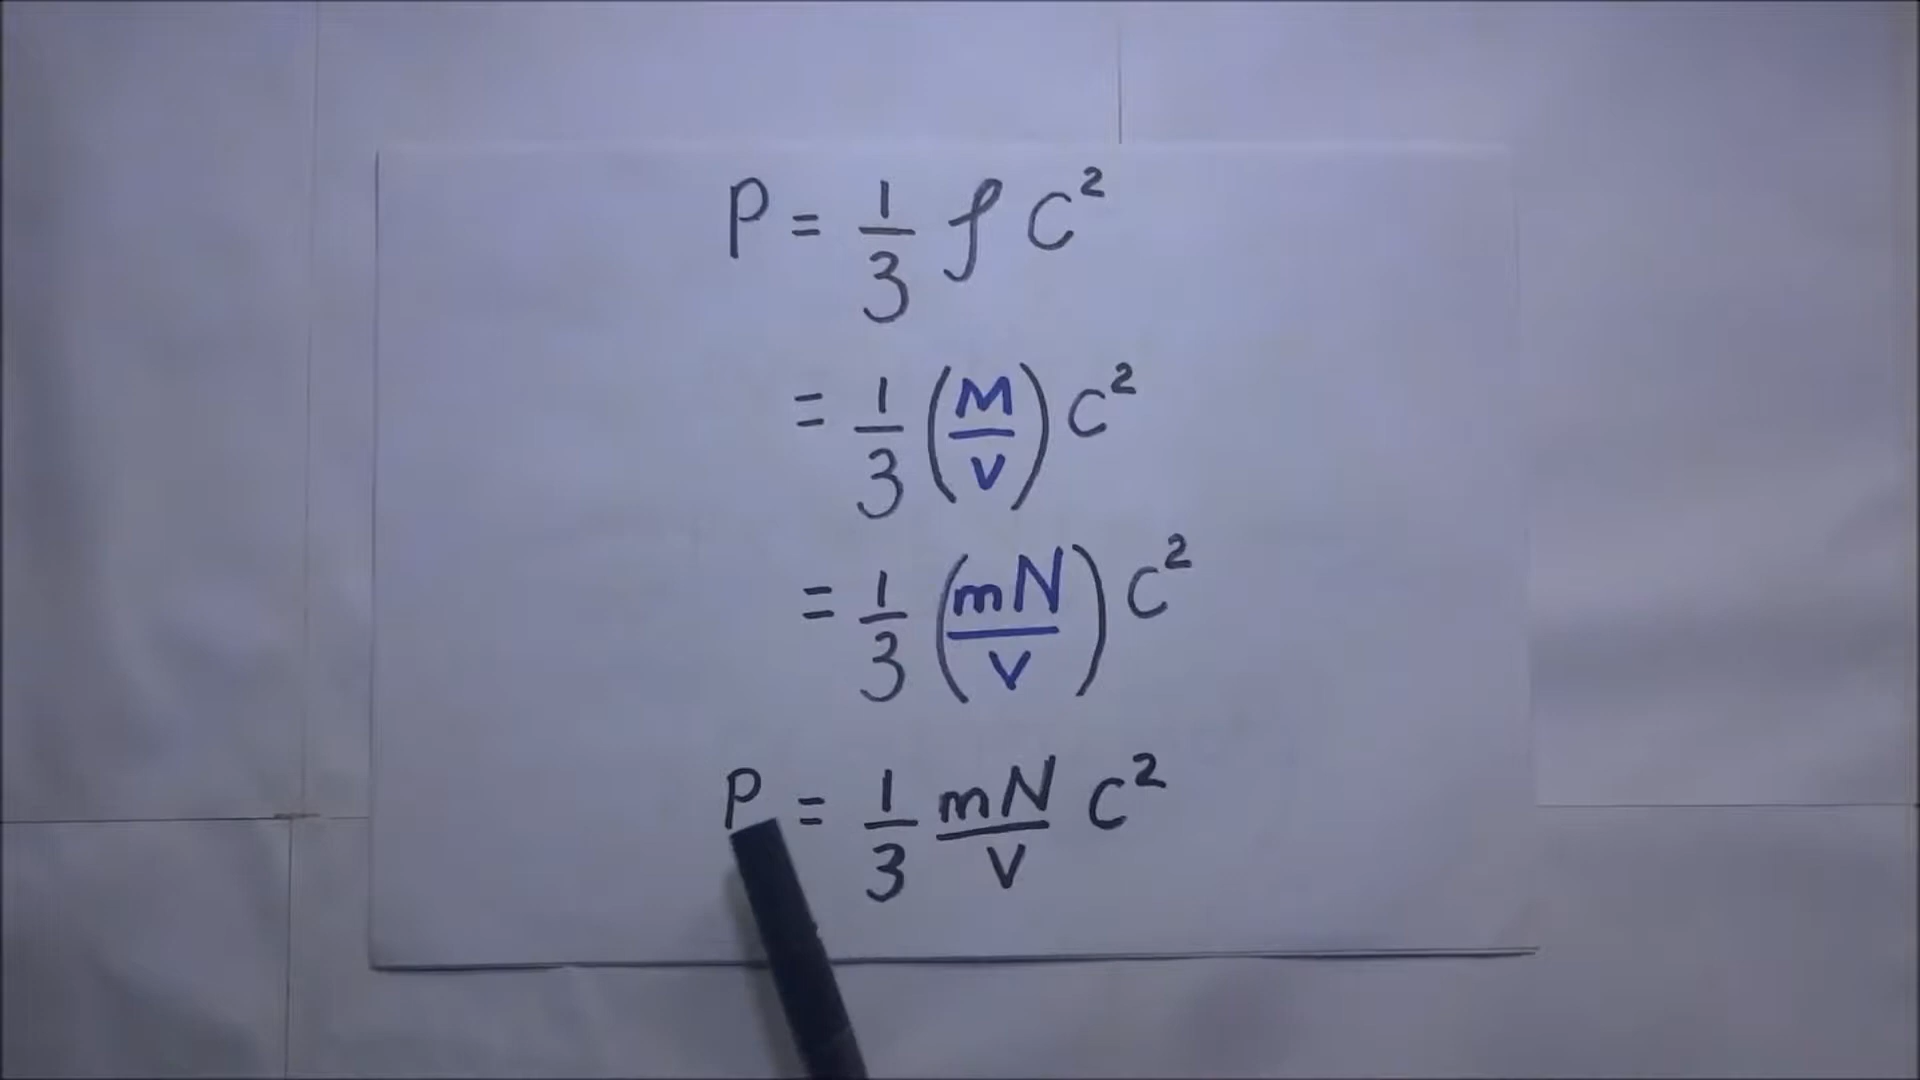 P = 1/3 ρ C²
= 1/3 (M/V) C²
= 1/3 (mN/V) C²
P = 1/3 mN/V C²